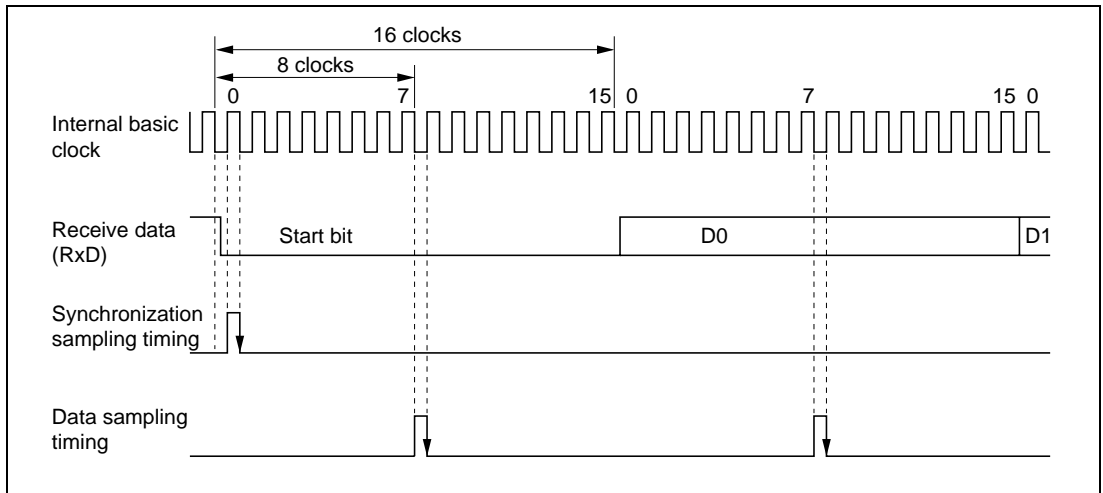 16 clocks
8 clocks
0 7 15 0 7 15 0
Internal basic
clock
Receive data
(RxD)
Start bit D0 D1
Synchronization
sampling timing
Data sampling
timing